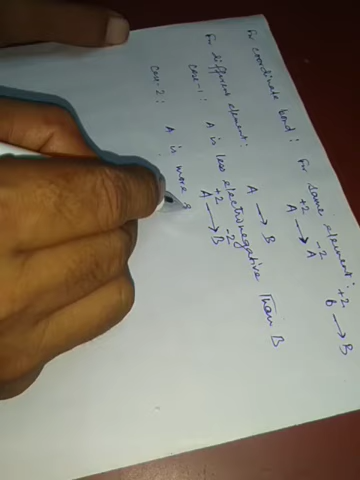 For coordinate bond: For same element:
+2 -2 +2
A → A B → B
For different element: A → B
case-1: A is less electronegative than B
+2 -2
A → B
case-2: A is more